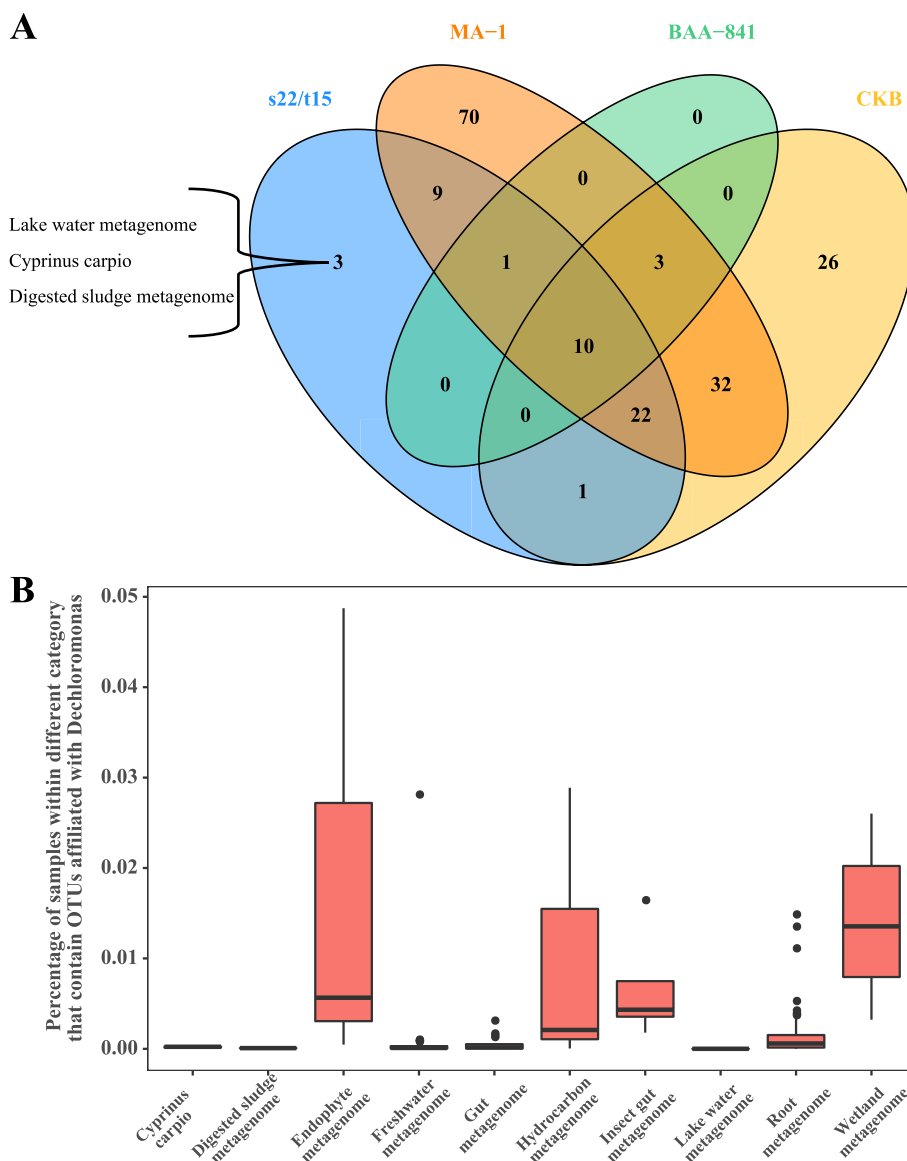 A
MA−1
BAA−841
s22/t15
CKB
70
0
9
0
0
Lake water metagenome
Cyprinus carpio
Digested sludge metagenome
3
1
3
26
10
0
32
0
22
1
B
Percentage of samples within different category
that contain OTUs affiliated with Dechloromonas
0.05
0.04
0.03
0.02
0.01
0.00
Cyprinus
carpio
Digested sludge
metagenome
Endophyte
metagenome
Freshwater
metagenome
Gut
metagenome
Hydrocarbon
metagenome
Insect gut
metagenome
Lake water
metagenome
Root
metagenome
Wetland
metagenome